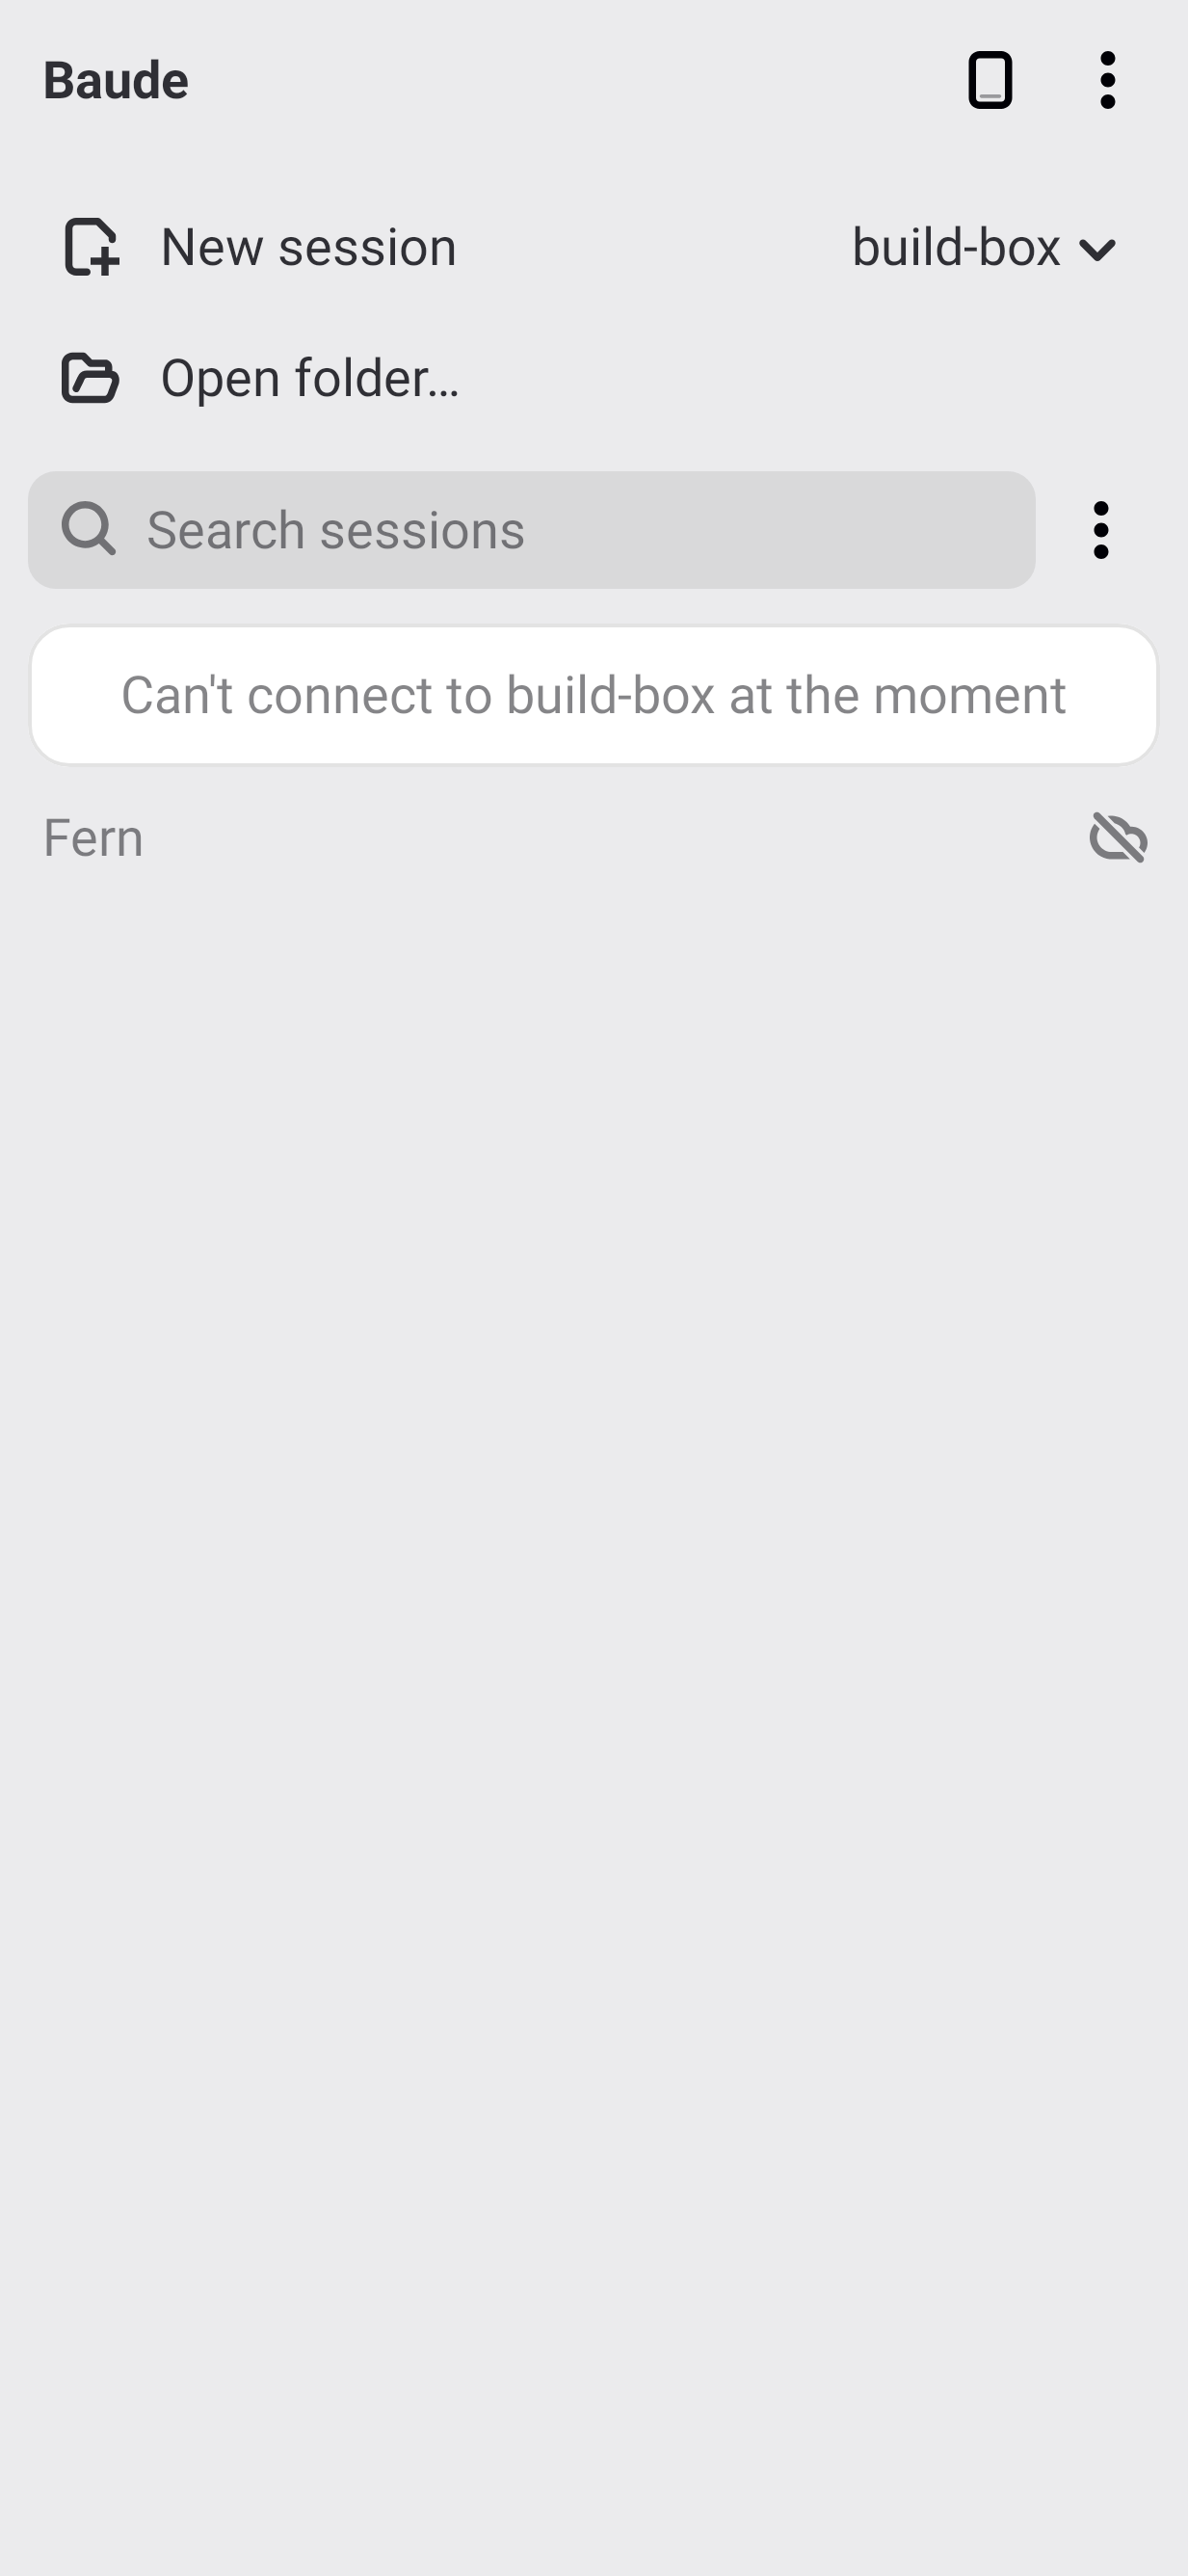 Baude
New session
build-box
Open folder…
Search sessions
Can't connect to build-box at the moment
Fern